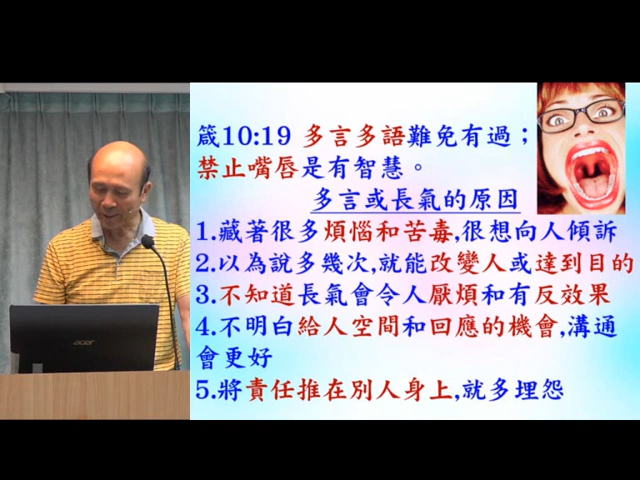 箴10:19 多言多語難免有過；
禁止嘴唇是有智慧。
多言或長氣的原因
1.藏著很多煩惱和苦毒,很想向人傾訴
2.以為說多幾次,就能改變人或達到目的
3.不知道長氣會令人厭煩和有反效果
4.不明白給人空間和回應的機會,溝通
會更好
5.將責任推在別人身上,就多埋怨
acer